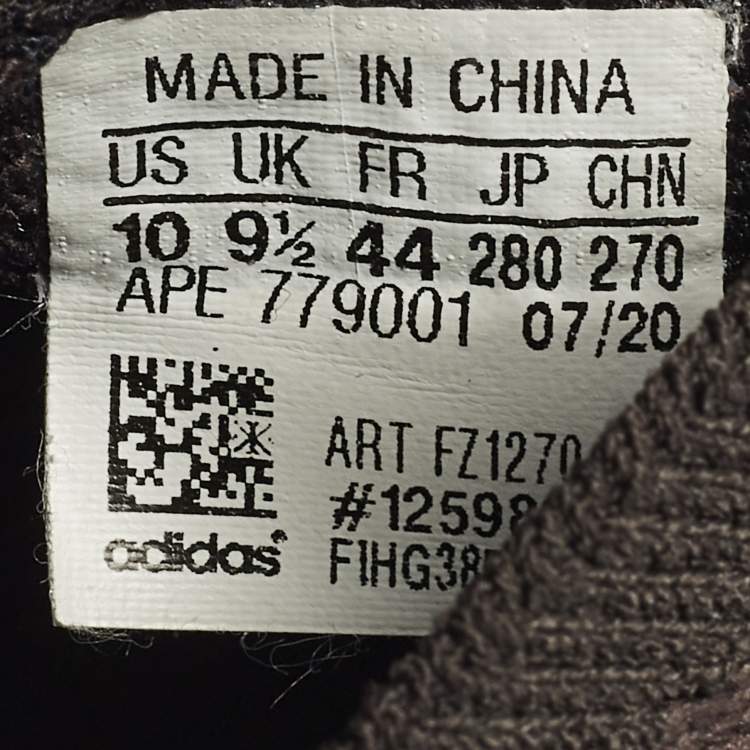 MADE IN CHINA
US UK FR JP CHN
10 9½ 44 280 270
APE 779001 07/20
ART FZ1270
#12598
F1HG38
adidas